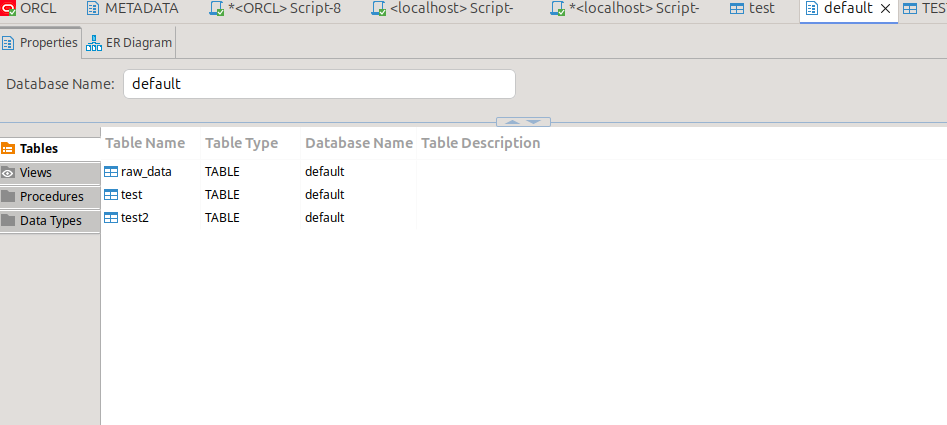 ORCL METADATA *<ORCL> Script-8 <localhost> Script- *<localhost> Script- test default TES
Properties ER Diagram
Database Name: default
Tables
Views
Procedures
Data Types
Table Name Table Type Database Name Table Description
raw_data TABLE default
test TABLE default
test2 TABLE default